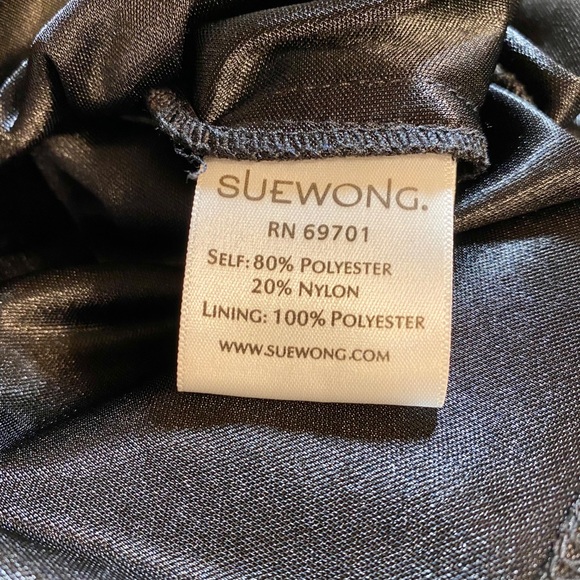 SUEWONG.
RN 69701
SELF: 80% POLYESTER
20% NYLON
LINING: 100% POLYESTER
WWW.SUEWONG.COM